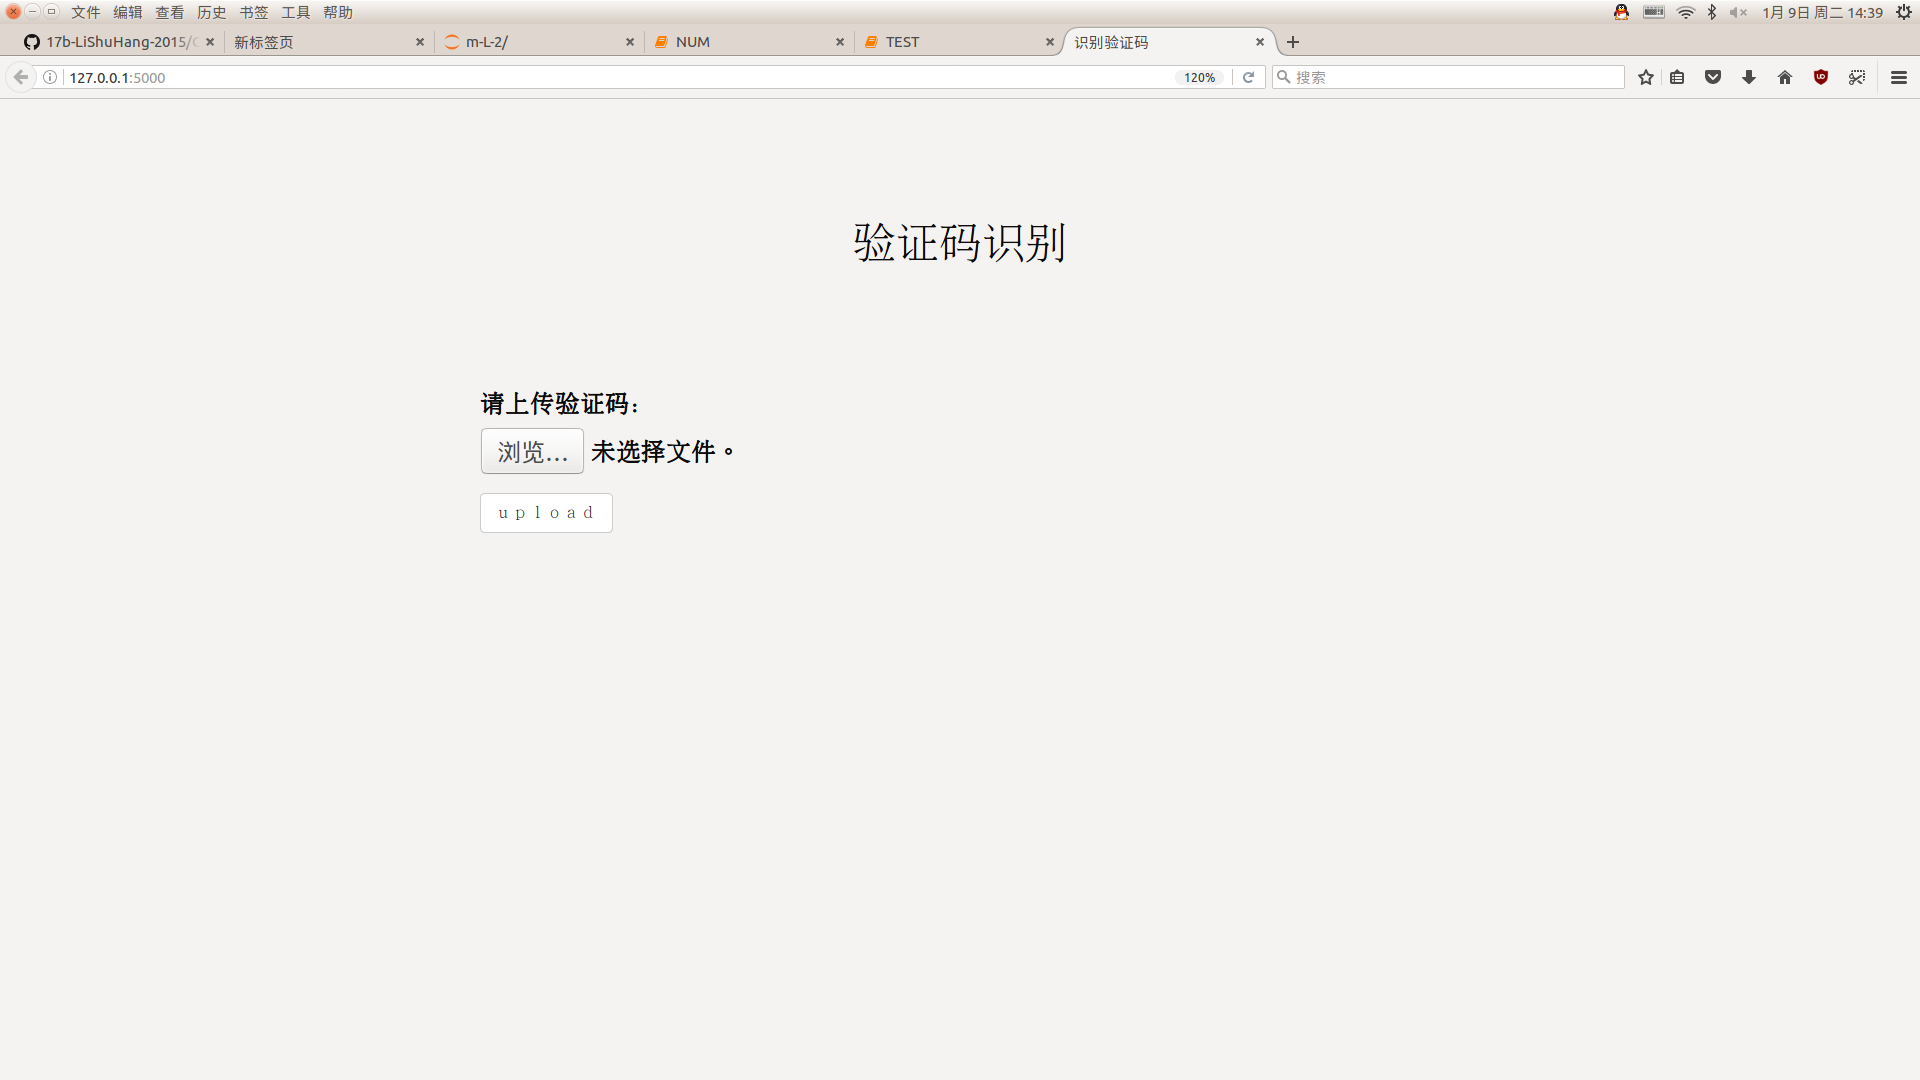 文件 编辑 查看 历史 书签 工具 帮助 1月 9日 周二 14:39
17b-LiShuHang-2015/ 新标签页 m-L-2/ NUM TEST 识别验证码
127.0.0.1:5000 120% 搜索
验证码识别
请上传验证码：
浏览… 未选择文件。
upload